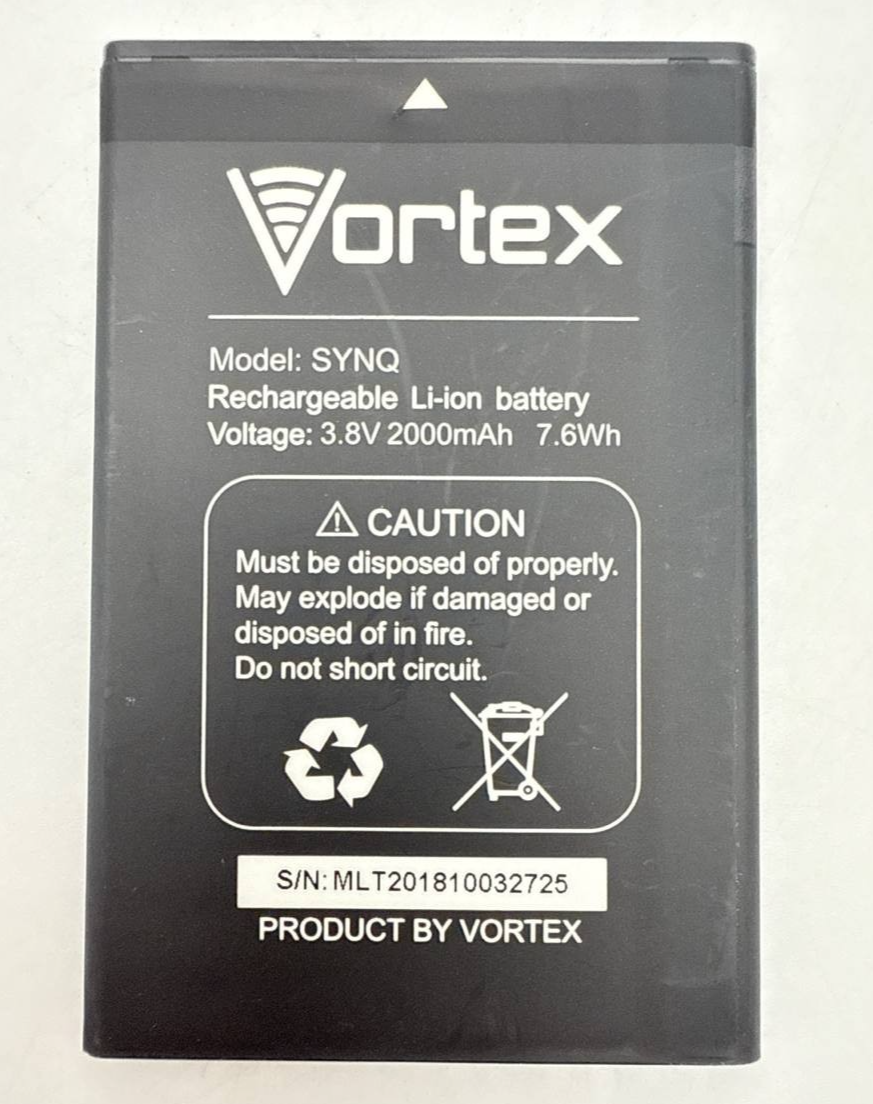 Vortex
Model: SYNQ
Rechargeable Li-ion battery
Voltage: 3.8V 2000mAh 7.6Wh
CAUTION
Must be disposed of properly.
May explode if damaged or
disposed of in fire.
Do not short circuit.
S/N: MLT201810032725
PRODUCT BY VORTEX